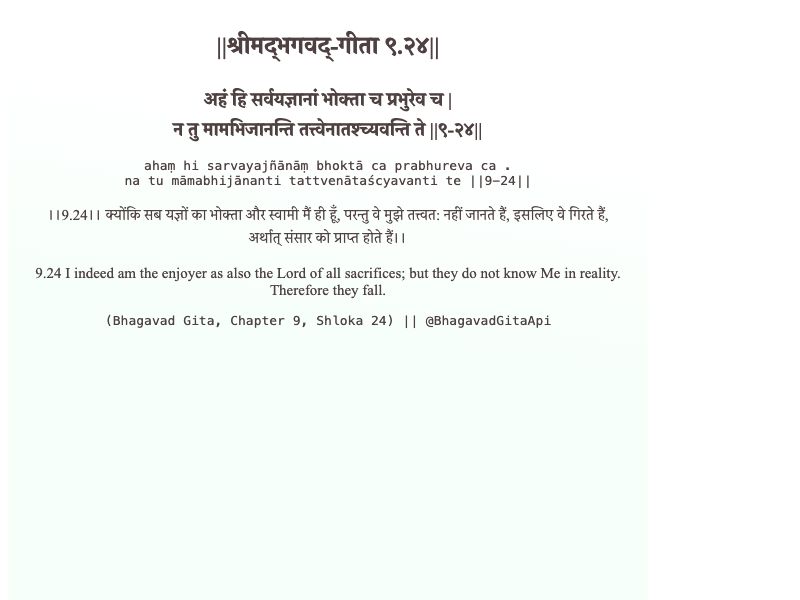 ||श्रीमद्‍भगवद्‍-गीता ९.२४||
अहं हि सर्वयज्ञानां भोक्ता च प्रभुरेव च |
न तु मामभिजानन्ति तत्त्वेनातश्च्यवन्ति ते ||९-२४||
ahaṃ hi sarvayajñānāṃ bhoktā ca prabhureva ca .
na tu māmabhijānanti tattvenātaścyavanti te ||9-24||
।।9.24।। क्योंकि सब यज्ञों का भोक्ता और स्वामी मैं ही हूँ, परन्तु वे मुझे तत्त्वत: नहीं जानते हैं, इसलिए वे गिरते हैं,
अर्थात् संसार को प्राप्त होते हैं।।
9.24 I indeed am the enjoyer as also the Lord of all sacrifices; but they do not know Me in reality.
Therefore they fall.
(Bhagavad Gita, Chapter 9, Shloka 24) || @BhagavadGitaApi